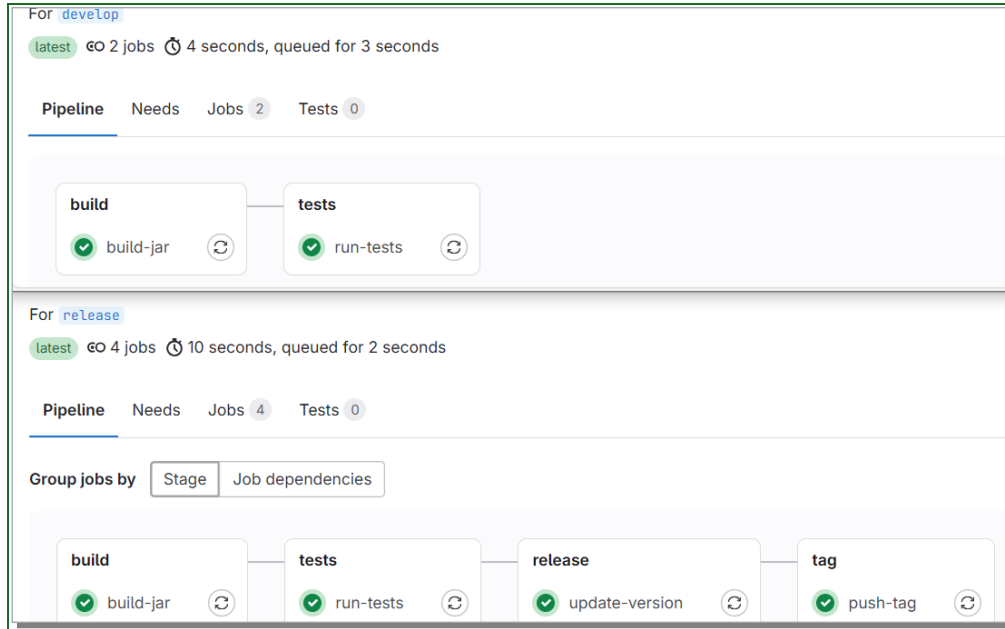 For develop
latest 2 jobs 4 seconds, queued for 3 seconds
Pipeline Needs Jobs 2 Tests 0
build tests
build-jar run-tests
For release
latest 4 jobs 10 seconds, queued for 2 seconds
Pipeline Needs Jobs 4 Tests 0
Group jobs by Stage Job dependencies
build tests release tag
build-jar run-tests update-version push-tag